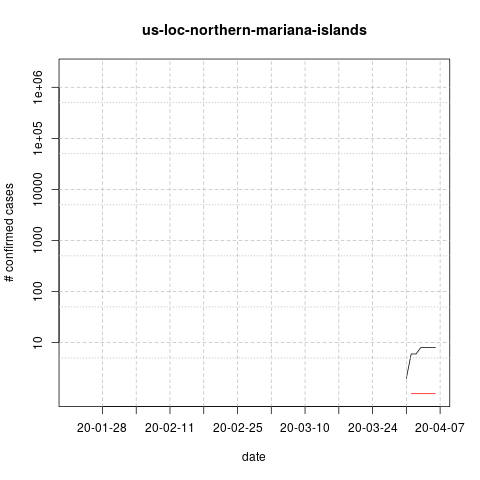 us-loc-northern-mariana-islands
# confirmed cases
1e+06
1e+05
10000
1000
100
10
20-01-28 20-02-11 20-02-25 20-03-10 20-03-24 20-04-07
date